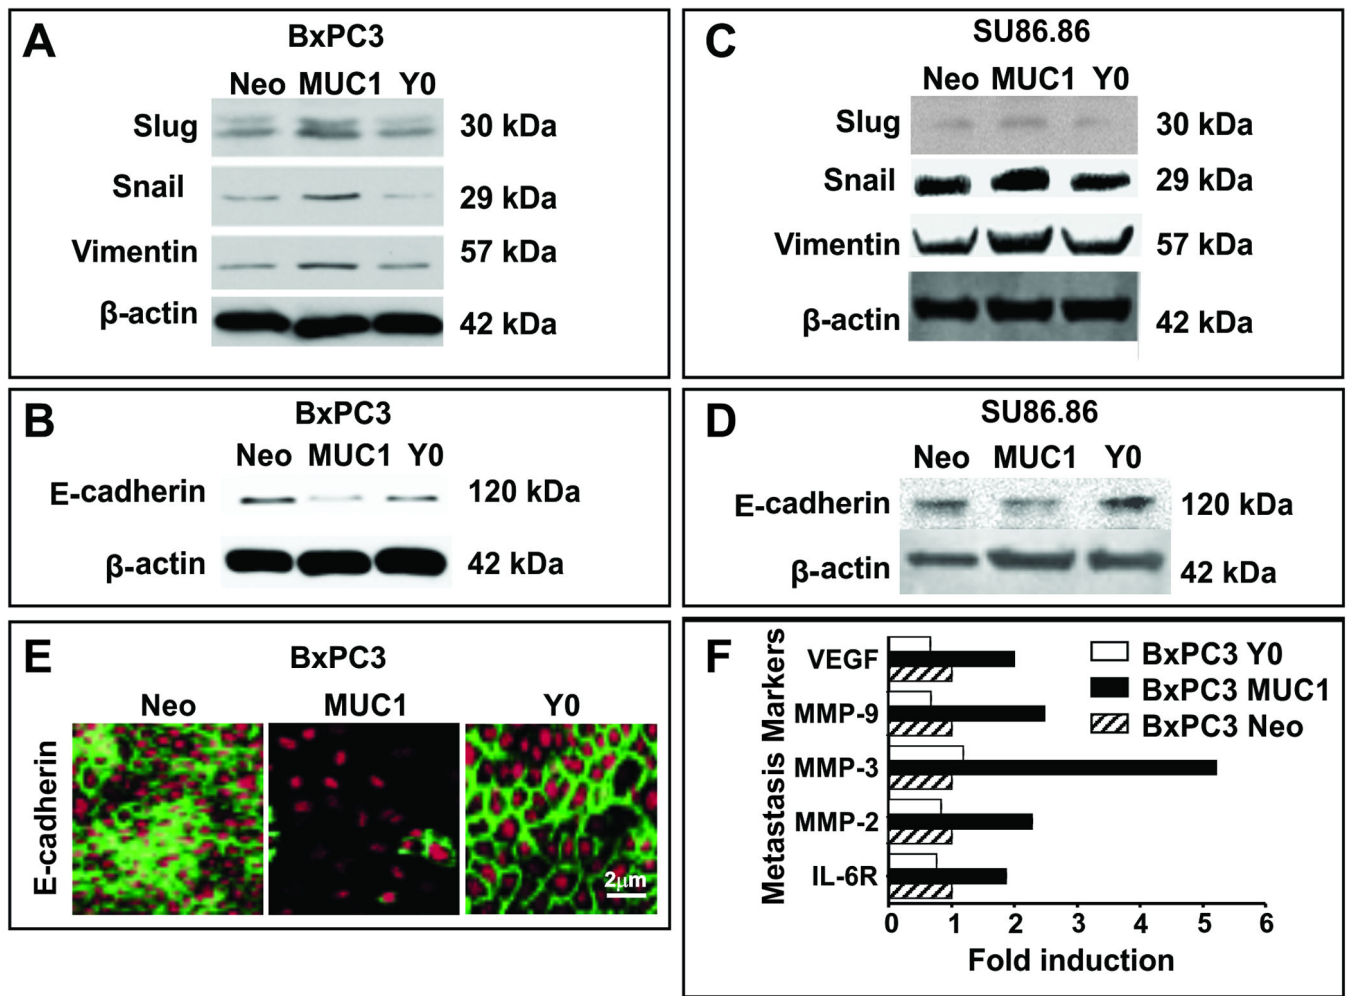 A
BxPC3
Neo MUC1 Y0
Slug 30 kDa
Snail 29 kDa
Vimentin 57 kDa
β-actin 42 kDa
B
BxPC3
Neo MUC1 Y0
E-cadherin 120 kDa
β-actin 42 kDa
C
SU86.86
Neo MUC1 Y0
Slug 30 kDa
Snail 29 kDa
Vimentin 57 kDa
β-actin 42 kDa
D
SU86.86
Neo MUC1 Y0
E-cadherin 120 kDa
β-actin 42 kDa
E
BxPC3
Neo MUC1 Y0
E-cadherin
2µm
F
Metastasis Markers
VEGF
MMP-9
MMP-3
MMP-2
IL-6R
BxPC3 Y0
BxPC3 MUC1
BxPC3 Neo
0 1 2 3 4 5 6
Fold induction